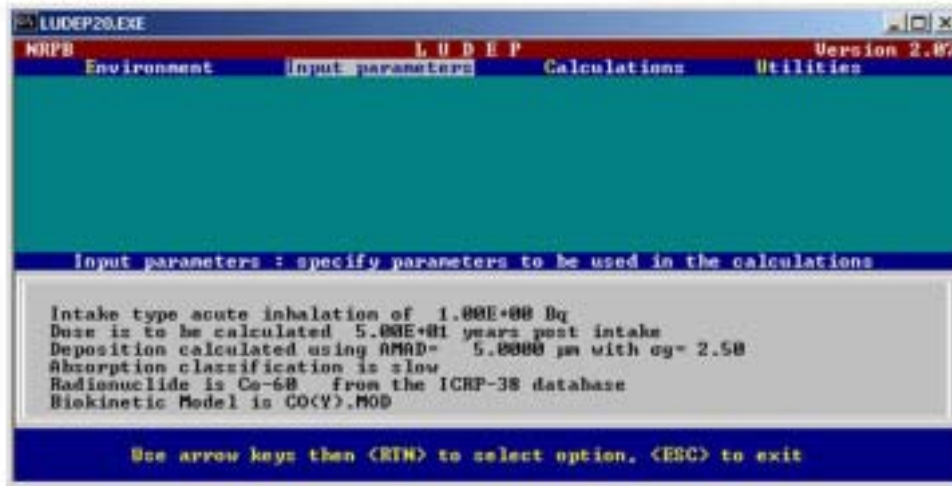 LUDEP20.EXE
NRPB L U D E P Version 2.07
Environment Input parameters Calculations Utilities
Input parameters : specify parameters to be used in the calculations
Intake type acute inhalation of 1.00E+00 Bq
Dose is to be calculated 5.00E+01 years post intake
Deposition calculated using AMAD= 5.0000 µm with σg= 2.50
Absorption classification is slow
Radionuclide is Co-60 from the ICRP-38 database
Biokinetic Model is CO(Y).MOD
Use arrow keys then <RTN> to select option, <ESC> to exit